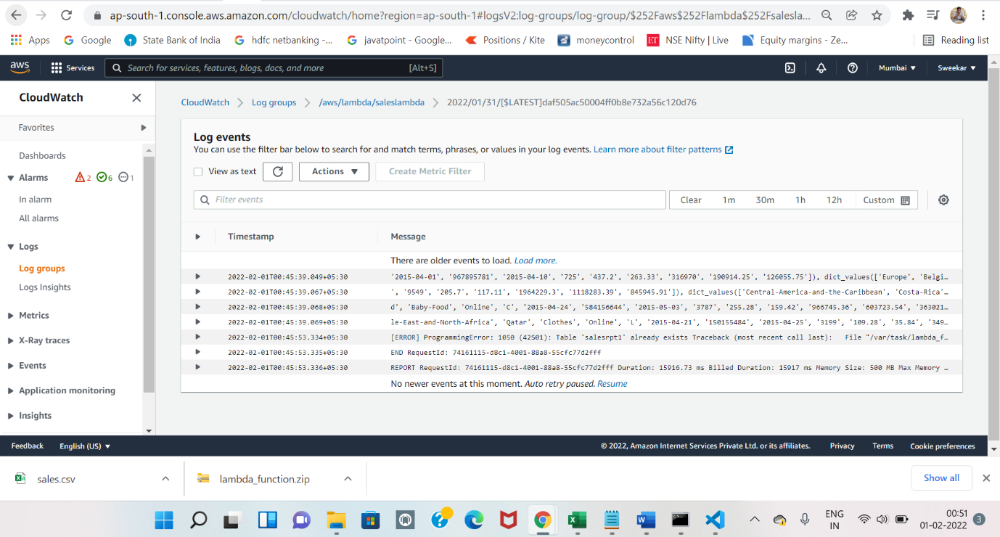 ap-south-1.console.aws.amazon.com/cloudwatch/home?region=ap-south-1#logsV2:log-groups/log-group/$252Faws$252Flambda$252Fsalesla...
Apps Google State Bank of India hdfc netbanking -... javatpoint - Google... Positions / Kite moneycontrol ET NSE Nifty | Live Equity margins - Ze... Reading list
aws Services Search for services, features, blogs, docs, and more [Alt+S] Mumbai Sweekar
CloudWatch
CloudWatch Log groups /aws/lambda/saleslambda 2022/01/31/[$LATEST]daf505ac50004ff0b8e732a56c120d76
Favorites
Dashboards
Alarms 2 6 1
In alarm
All alarms
Logs
Log groups
Logs Insights
Metrics
X-Ray traces
Events
Application monitoring
Insights
Log events
You can use the filter bar below to search for and match terms, phrases, or values in your log events. Learn more about filter patterns
View as text Actions Create Metric Filter
Filter events Clear 1m 30m 1h 12h Custom
Timestamp Message
There are older events to load. Load more.
2022-02-01T00:45:39.049+05:30 '2015-04-01', '967895781', '2015-04-10', '725', '437.2', '263.33', '316970', '190914.25', '126055.75']), dict_values(['Europe', 'Belgi…
2022-02-01T00:45:39.067+05:30 ', '9549', '205.7', '117.11', '1964229.3', '1118283.39', '845945.91']), dict_values(['Central-America-and-the-Caribbean', 'Costa-Rica'…
2022-02-01T00:45:39.068+05:30 d', 'Baby-Food', 'Online', 'C', '2015-04-24', '584156644', '2015-05-03', '3787', '255.28', '159.42', '966745.36', '603723.54', '363021…
2022-02-01T00:45:39.069+05:30 le-East-and-North-Africa', 'Qatar', 'Clothes', 'Online', 'L', '2015-04-21', '150155484', '2015-04-25', '3199', '109.28', '35.84', '349…
2022-02-01T00:45:53.334+05:30 [ERROR] ProgrammingError: 1050 (42S01): Table 'salesrpt1' already exists Traceback (most recent call last): File "/var/task/lambda_f…
2022-02-01T00:45:53.335+05:30 END RequestId: 74161115-d8c1-4001-88a8-55cfc77d2fff
2022-02-01T00:45:53.336+05:30 REPORT RequestId: 74161115-d8c1-4001-88a8-55cfc77d2fff Duration: 15916.73 ms Billed Duration: 15917 ms Memory Size: 500 MB Max Memory …
No newer events at this moment. Auto retry paused. Resume
Feedback English (US) © 2022, Amazon Internet Services Private Ltd. or its affiliates. Privacy Terms Cookie preferences
sales.csv lambda_function.zip Show all
ENG
IN
00:51
01-02-2022
3